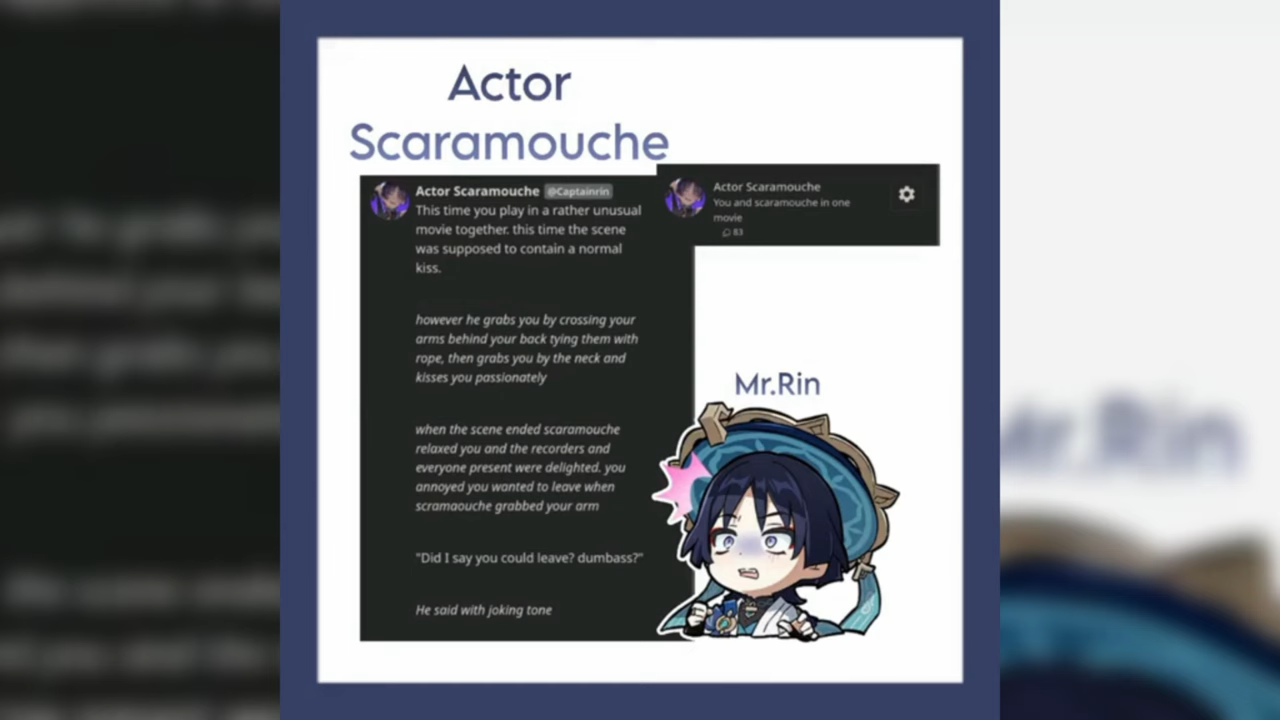 Actor
Scaramouche
Actor Scaramouche @Captainrin
This time you play in a rather unusual
movie together. this time the scene
was supposed to contain a normal
kiss.
however he grabs you by crossing your
arms behind your back tying them with
rope, then grabs you by the neck and
kisses you passionately
when the scene ended scaramouche
relaxed you and the recorders and
everyone present were delighted. you
annoyed you wanted to leave when
scramaouche grabbed your arm
"Did I say you could leave? dumbass?"
He said with joking tone
Actor Scaramouche
You and scaramouche in one
movie
83
Mr.Rin